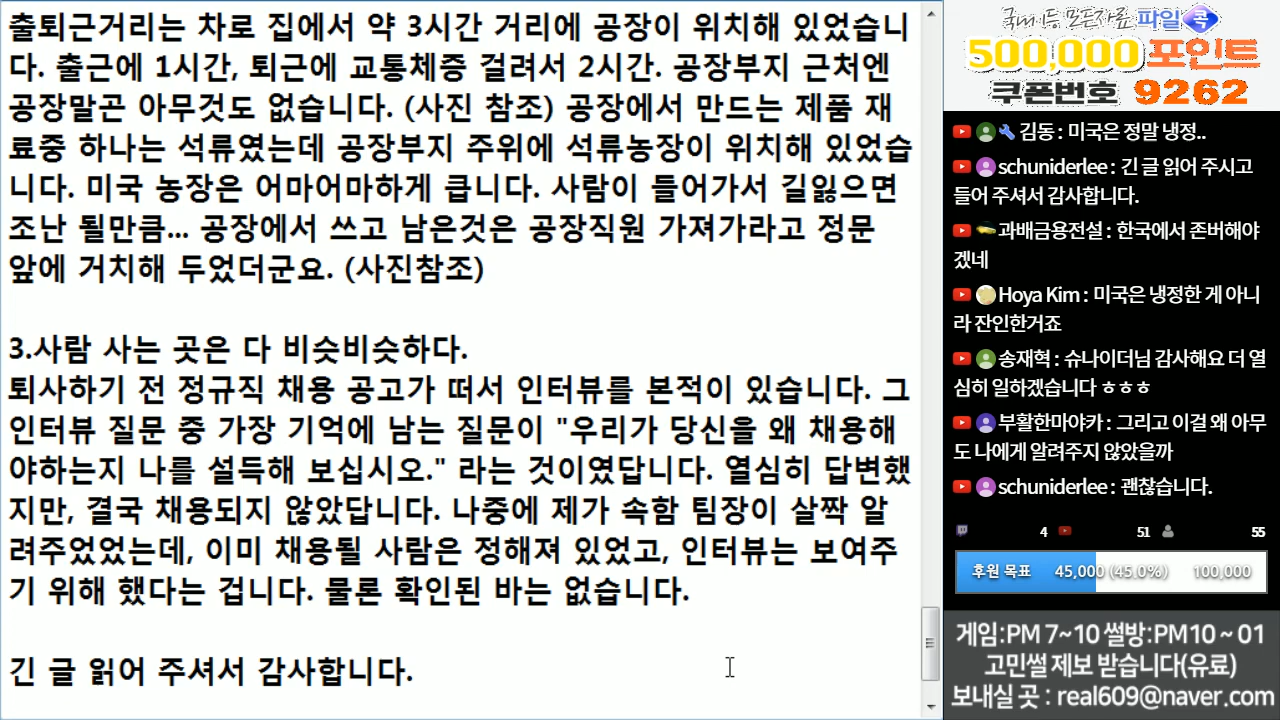 출퇴근거리는 차로 집에서 약 3시간 거리에 공장이 위치해 있었습니
다. 출근에 1시간, 퇴근에 교통체증 걸려서 2시간. 공장부지 근처엔
공장말곤 아무것도 없습니다. (사진 참조) 공장에서 만드는 제품 재
료중 하나는 석류였는데 공장부지 주위에 석류농장이 위치해 있었습
니다. 미국 농장은 어마어마하게 큽니다. 사람이 들어가서 길잃으면
조난 될만큼... 공장에서 쓰고 남은것은 공장직원 가져가라고 정문
앞에 거치해 두었더군요. (사진참조)
3.사람 사는 곳은 다 비슷비슷하다.
퇴사하기 전 정규직 채용 공고가 떠서 인터뷰를 본적이 있습니다. 그
인터뷰 질문 중 가장 기억에 남는 질문이 "우리가 당신을 왜 채용해
야하는지 나를 설득해 보십시오." 라는 것이였답니다. 열심히 답변했
지만, 결국 채용되지 않았답니다. 나중에 제가 속함 팀장이 살짝 알
려주었었는데, 이미 채용될 사람은 정해져 있었고, 인터뷰는 보여주
기 위해 했다는 겁니다. 물론 확인된 바는 없습니다.
긴 글 읽어 주셔서 감사합니다.
국내 1등 모든자료 파일콕
500,000 포인트
쿠폰번호 9262
김동 : 미국은 정말 냉정..
schuniderlee : 긴 글 읽어 주시고
들어 주셔서 감사합니다.
과배금용전설 : 한국에서 존버해야
겠네
Hoya Kim : 미국은 냉정한 게 아니
라 잔인한거죠
송재혁 : 슈나이더님 감사해요 더 열
심히 일하겠습니다 ㅎㅎㅎ
부활한마야카 : 그리고 이걸 왜 아무
도 나에게 알려주지 않았을까
schuniderlee : 괜찮습니다.
4 51 55
후원 목표 45,000 (45.0%) 100,000
게임:PM 7~10 썰방:PM10 ~ 01
고민썰 제보 받습니다(유료)
보내실 곳 : real609@naver.com